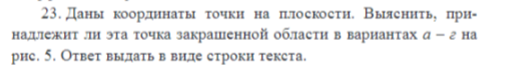 23. Даны координаты точки на плоскости. Выяснить, при-
надлежит ли эта точка закрашенной области в вариантах а – г на
рис. 5. Ответ выдать в виде строки текста.